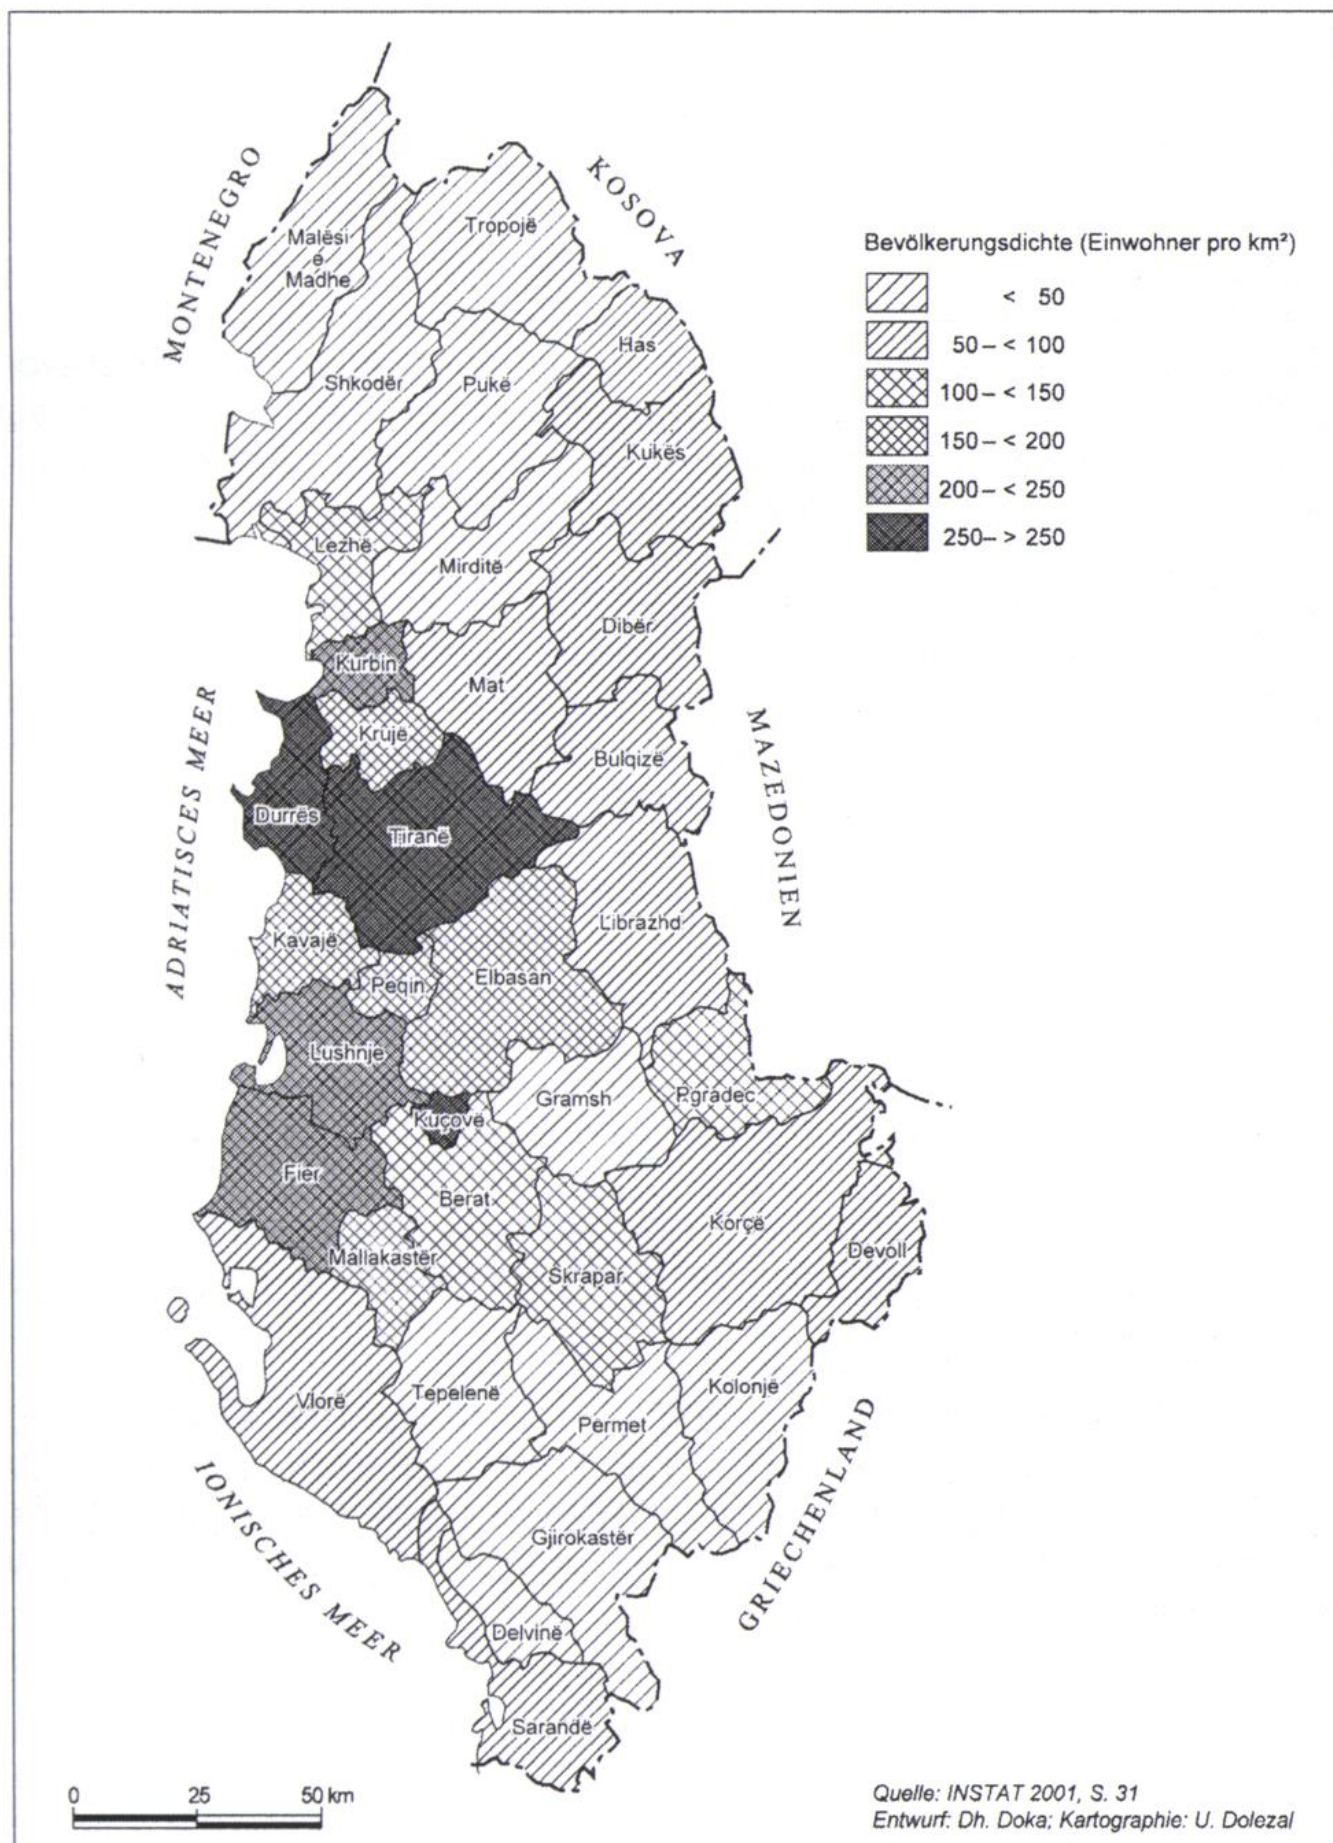 MONTENEGRO
KOSOVA
Malësi
e
Madhe
Tropojë
Has
Shkodër
Pukë
Kukës
Lezhë
Mirditë
Dibër
Kurbin
Mat
Krujë
Bulqizë
Durrës
Tiranë
Librazhd
Kavajë
Peqin
Elbasan
Lushnje
Gramsh
Pgradec
Kuçovë
Fier
Berat
Korçë
Devoll
Mallakastër
Skrapar
Vlorë
Tepelenë
Përmet
Kolonjë
Gjirokastër
Delvinë
Sarandë
ADRIATISCES MEER
MAZEDONIEN
IONISCHES MEER
GRIECHENLAND
Bevölkerungsdichte (Einwohner pro km²)
< 50
50 – < 100
100 – < 150
150 – < 200
200 – < 250
250 – > 250
0 25 50 km
Quelle: INSTAT 2001, S. 31
Entwurf: Dh. Doka; Kartographie: U. Dolezal